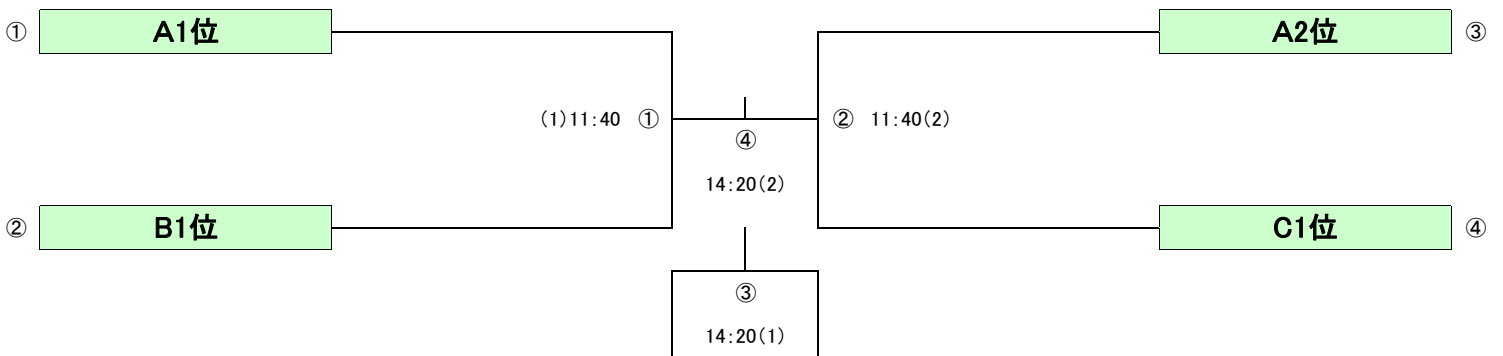 ① A1位 A2位 ③
(1)11:40 ① ② 11:40(2)
④
14:20(2)
② B1位 C1位 ④
③
14:20(1)